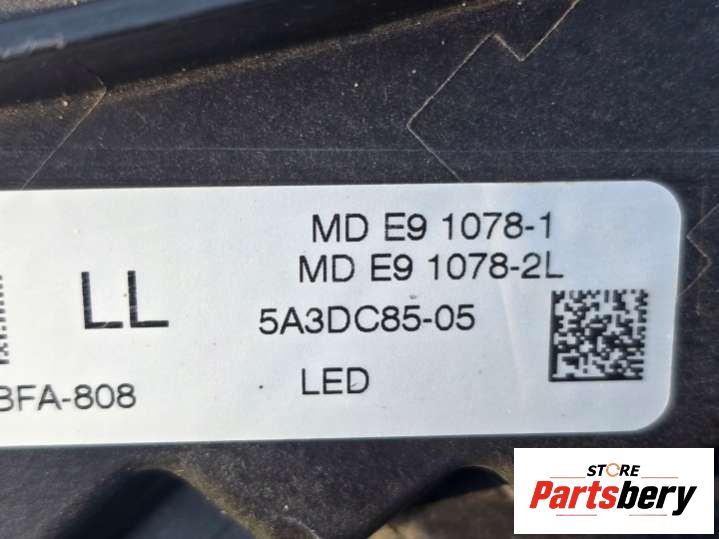 MD E9 1078-1
MD E9 1078-2L
LL
5A3DC85-05
BFA-808
LED
STORE
Partsbery